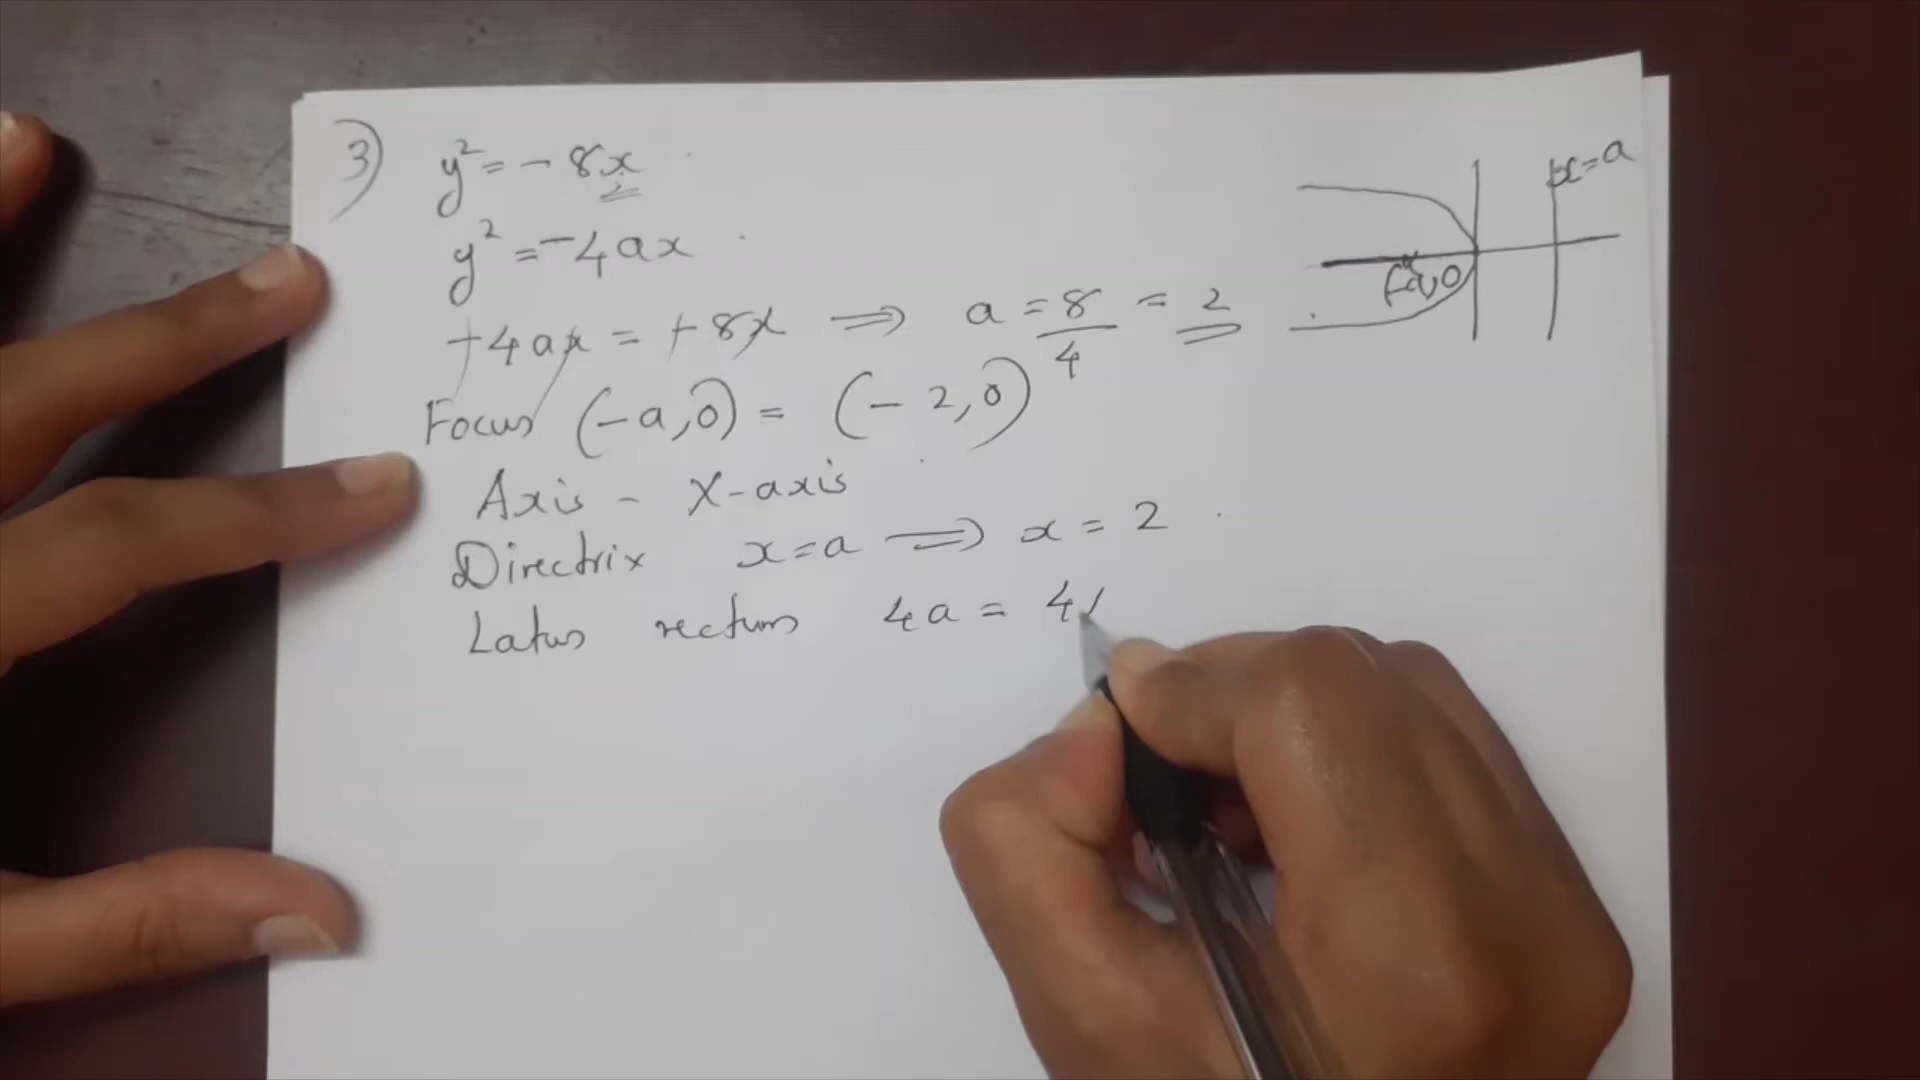 3) y² = - 8x
y² = -4ax
+4ax = +8x ⟹ a = 8/4 = 2
Focus (-a,0) = (- 2,0)
Axis - X-axis
Directrix x=a ⟹ x = 2
Latus rectum 4a = 4
x=a
(-a,0)